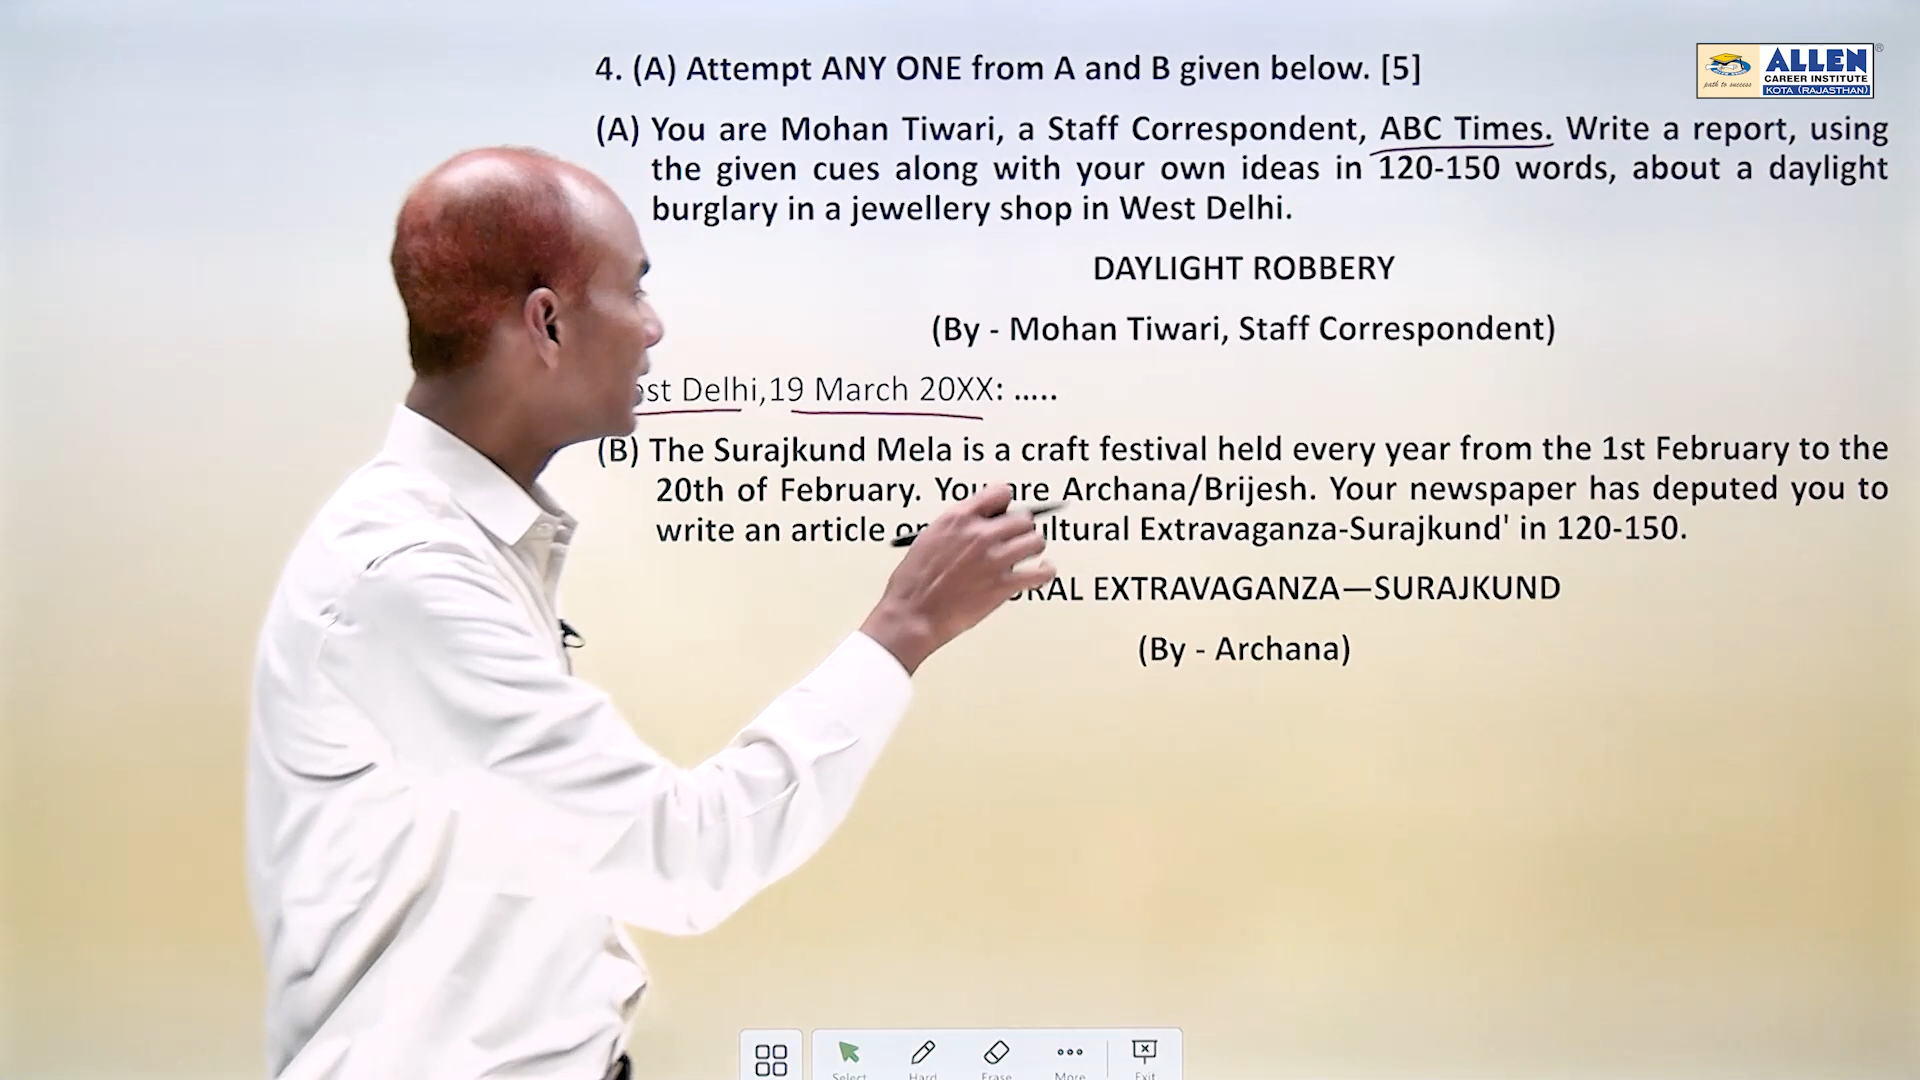 4. (A) Attempt ANY ONE from A and B given below. [5]
ALLEN
CAREER INSTITUTE
KOTA (RAJASTHAN)
path to success
®
(A) You are Mohan Tiwari, a Staff Correspondent, ABC Times. Write a report, using
the given cues along with your own ideas in 120-150 words, about a daylight
burglary in a jewellery shop in West Delhi.
DAYLIGHT ROBBERY
(By - Mohan Tiwari, Staff Correspondent)
Delhi,19 March 20XX: .....
(B) The Surajkund Mela is a craft festival held every year from the 1st February to the
20th of February. You are Archana/Brijesh. Your newspaper has deputed you to
write an article Extravaganza-Surajkund' in 120-150.
EXTRAVAGANZA—SURAJKUND
(By - Archana)
Select
Hard
Erase
More
Exit